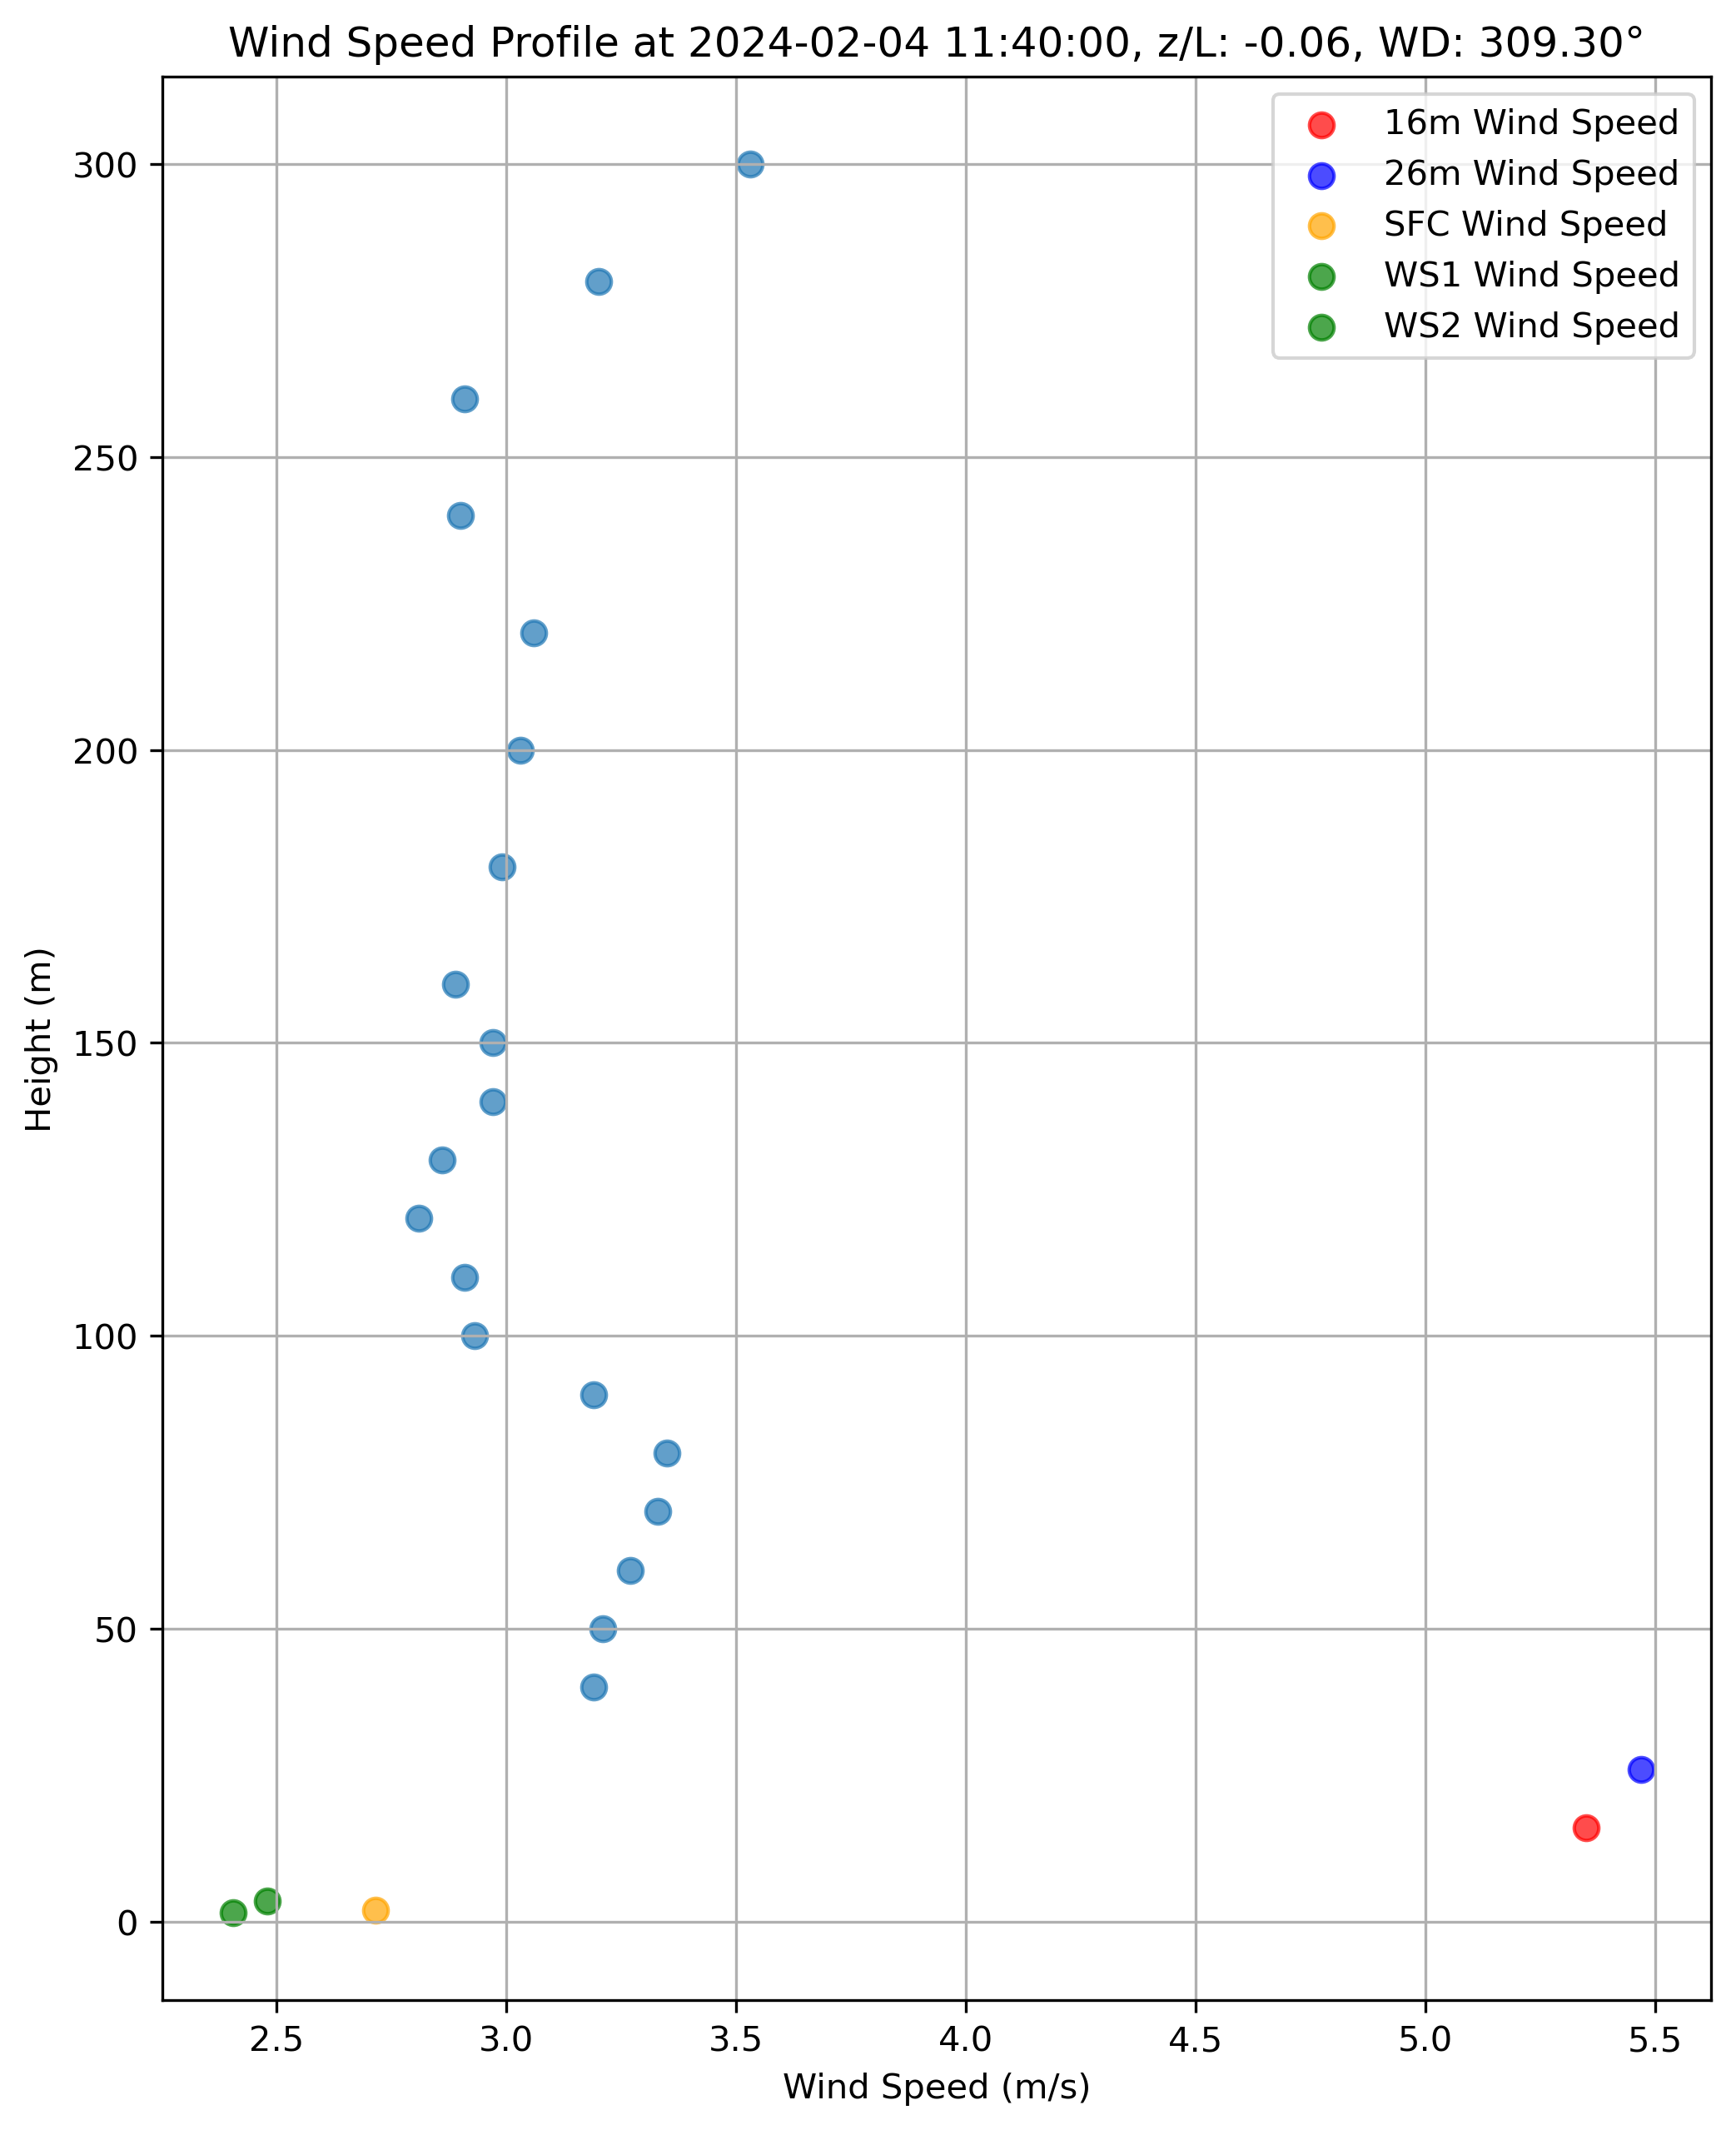 Wind Speed Profile at 2024-02-04 11:40:00, z/L: -0.06, WD: 309.30°
16m Wind Speed
26m Wind Speed
SFC Wind Speed
WS1 Wind Speed
WS2 Wind Speed
300
250
200
150
100
50
0
Height (m)
2.5 3.0 3.5 4.0 4.5 5.0 5.5
Wind Speed (m/s)